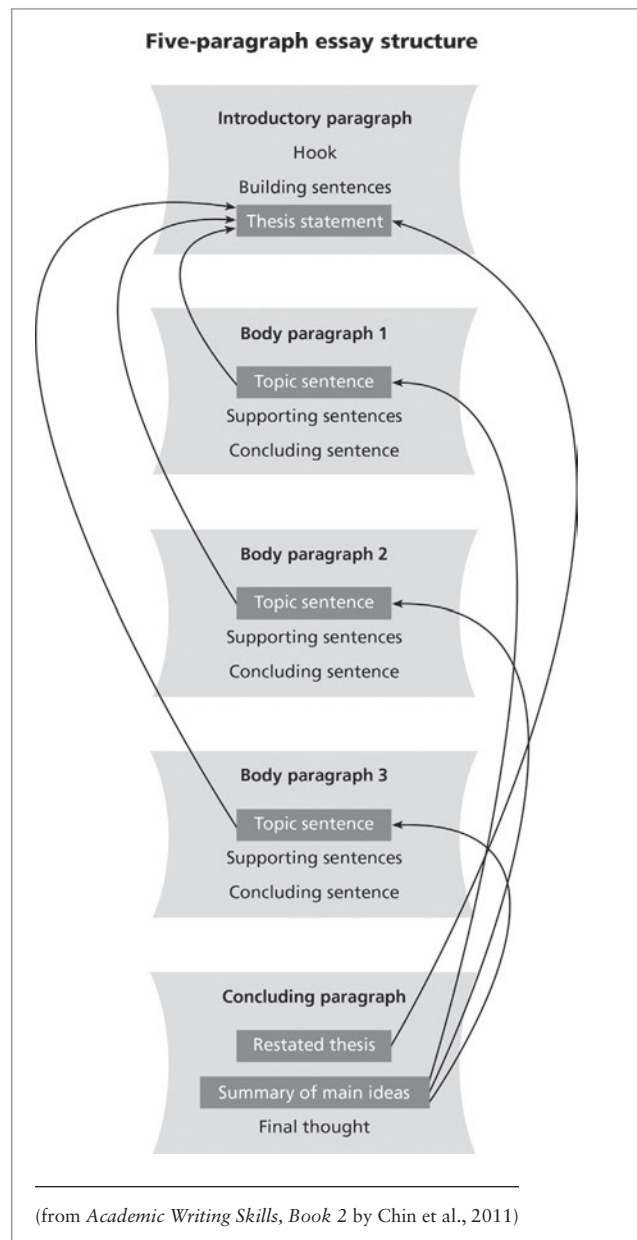 Five-paragraph essay structure
Introductory paragraph
Hook
Building sentences
Thesis statement
Body paragraph 1
Topic sentence
Supporting sentences
Concluding sentence
Body paragraph 2
Topic sentence
Supporting sentences
Concluding sentence
Body paragraph 3
Topic sentence
Supporting sentences
Concluding sentence
Concluding paragraph
Restated thesis
Summary of main ideas
Final thought
(from Academic Writing Skills, Book 2 by Chin et al., 2011)